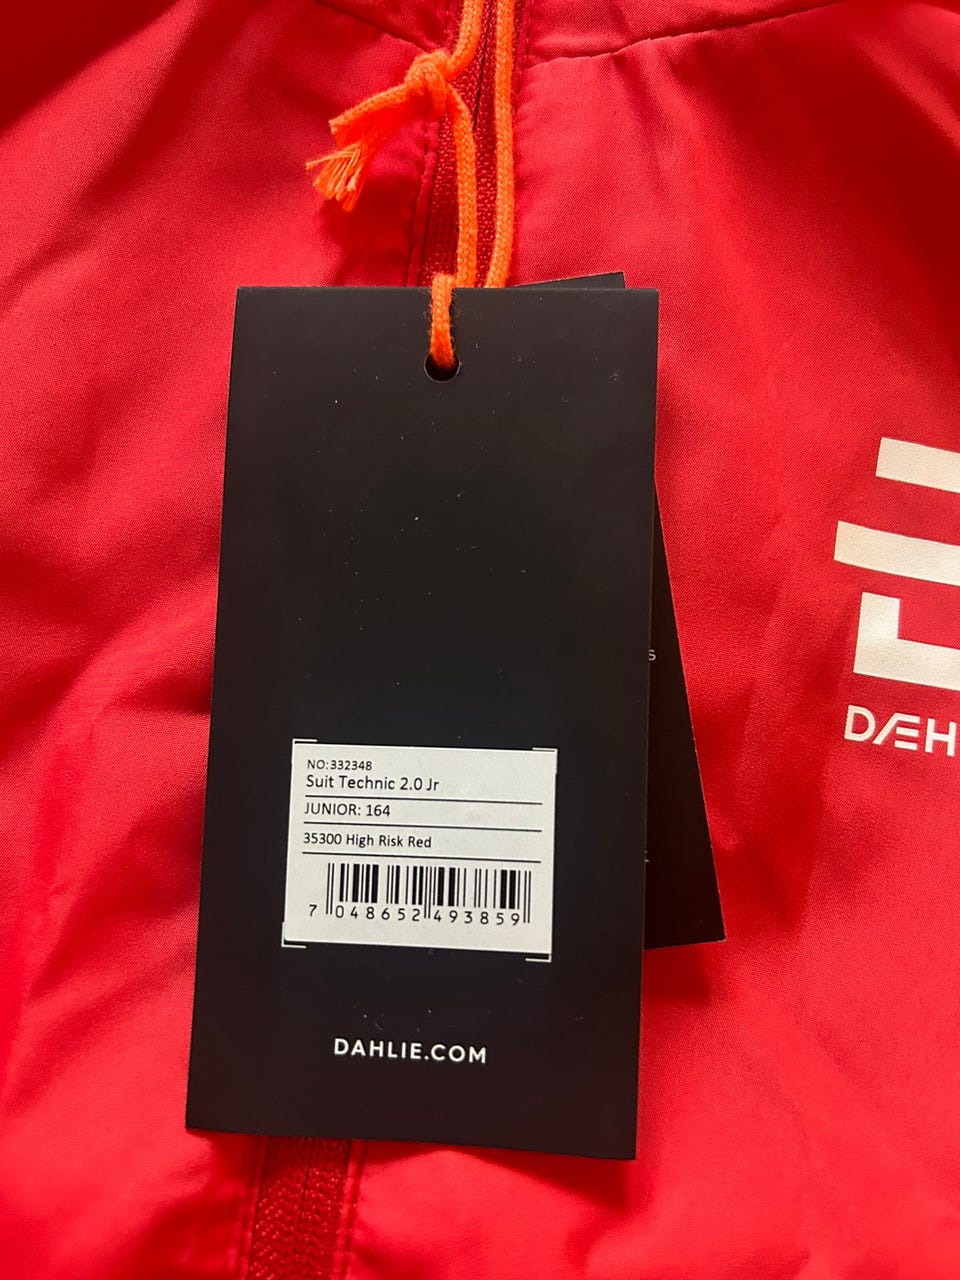 NO:332348
Suit Technic 2.0 Jr
JUNIOR: 164
35300 High Risk Red
7 048652 493859
DAHLIE.COM
DÆH